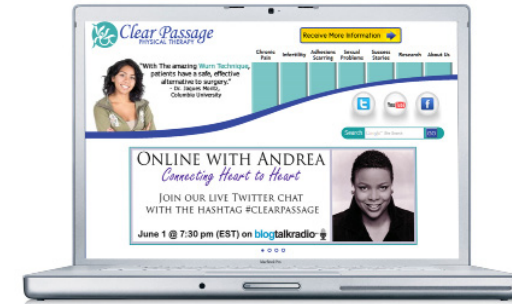 Clear Passage
PHYSICAL THERAPY
Receive More Information
Chronic Pain
Infertility
Adhesions Scarring
Sexual Problems
Success Stories
Research
About Us
"With The amazing Wurn Technique,
patients have a safe, effective
alternative to surgery."
- Dr. Jaques Moritz,
Columbia University
You Tube
Search
ONLINE WITH ANDREA
Connecting Heart to Heart
JOIN OUR LIVE TWITTER CHAT
WITH THE HASHTAG #CLEARPASSAGE
June 1 @ 7:30 pm (EST) on blogtalkradio